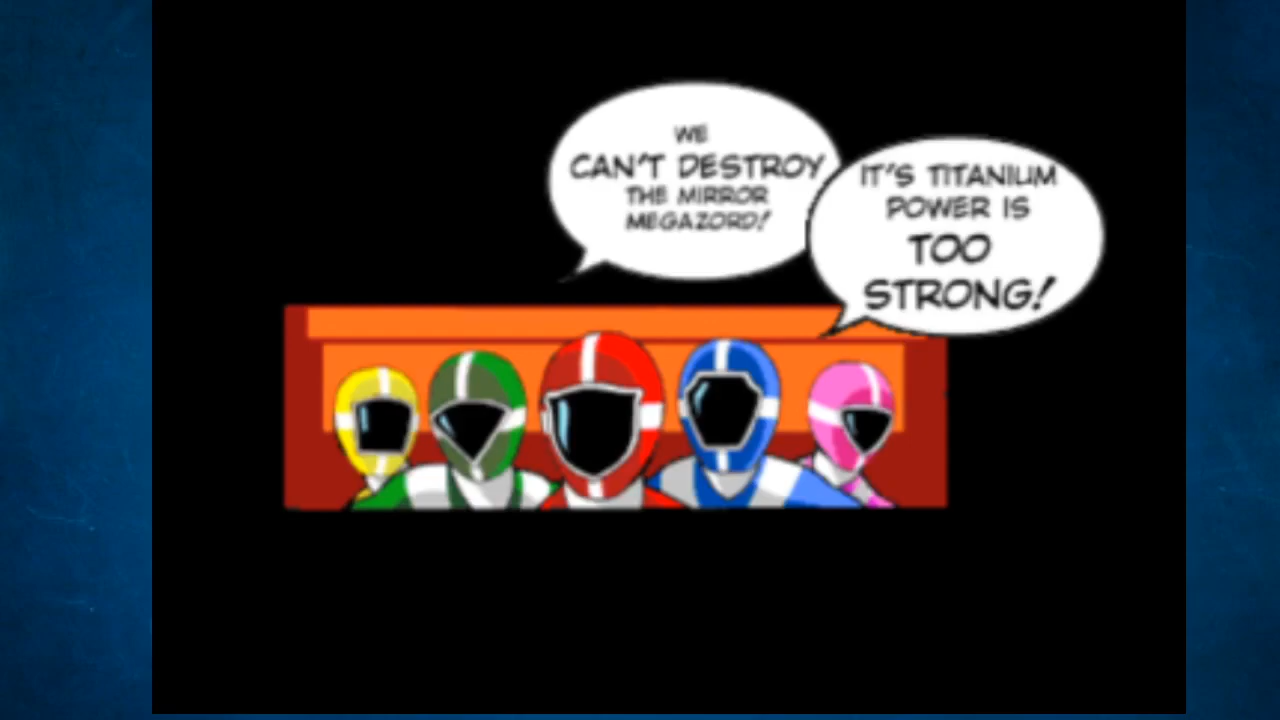 WE
CAN'T DESTROY
THE MIRROR
MEGAZORD!
IT'S TITANIUM
POWER IS
TOO
STRONG!